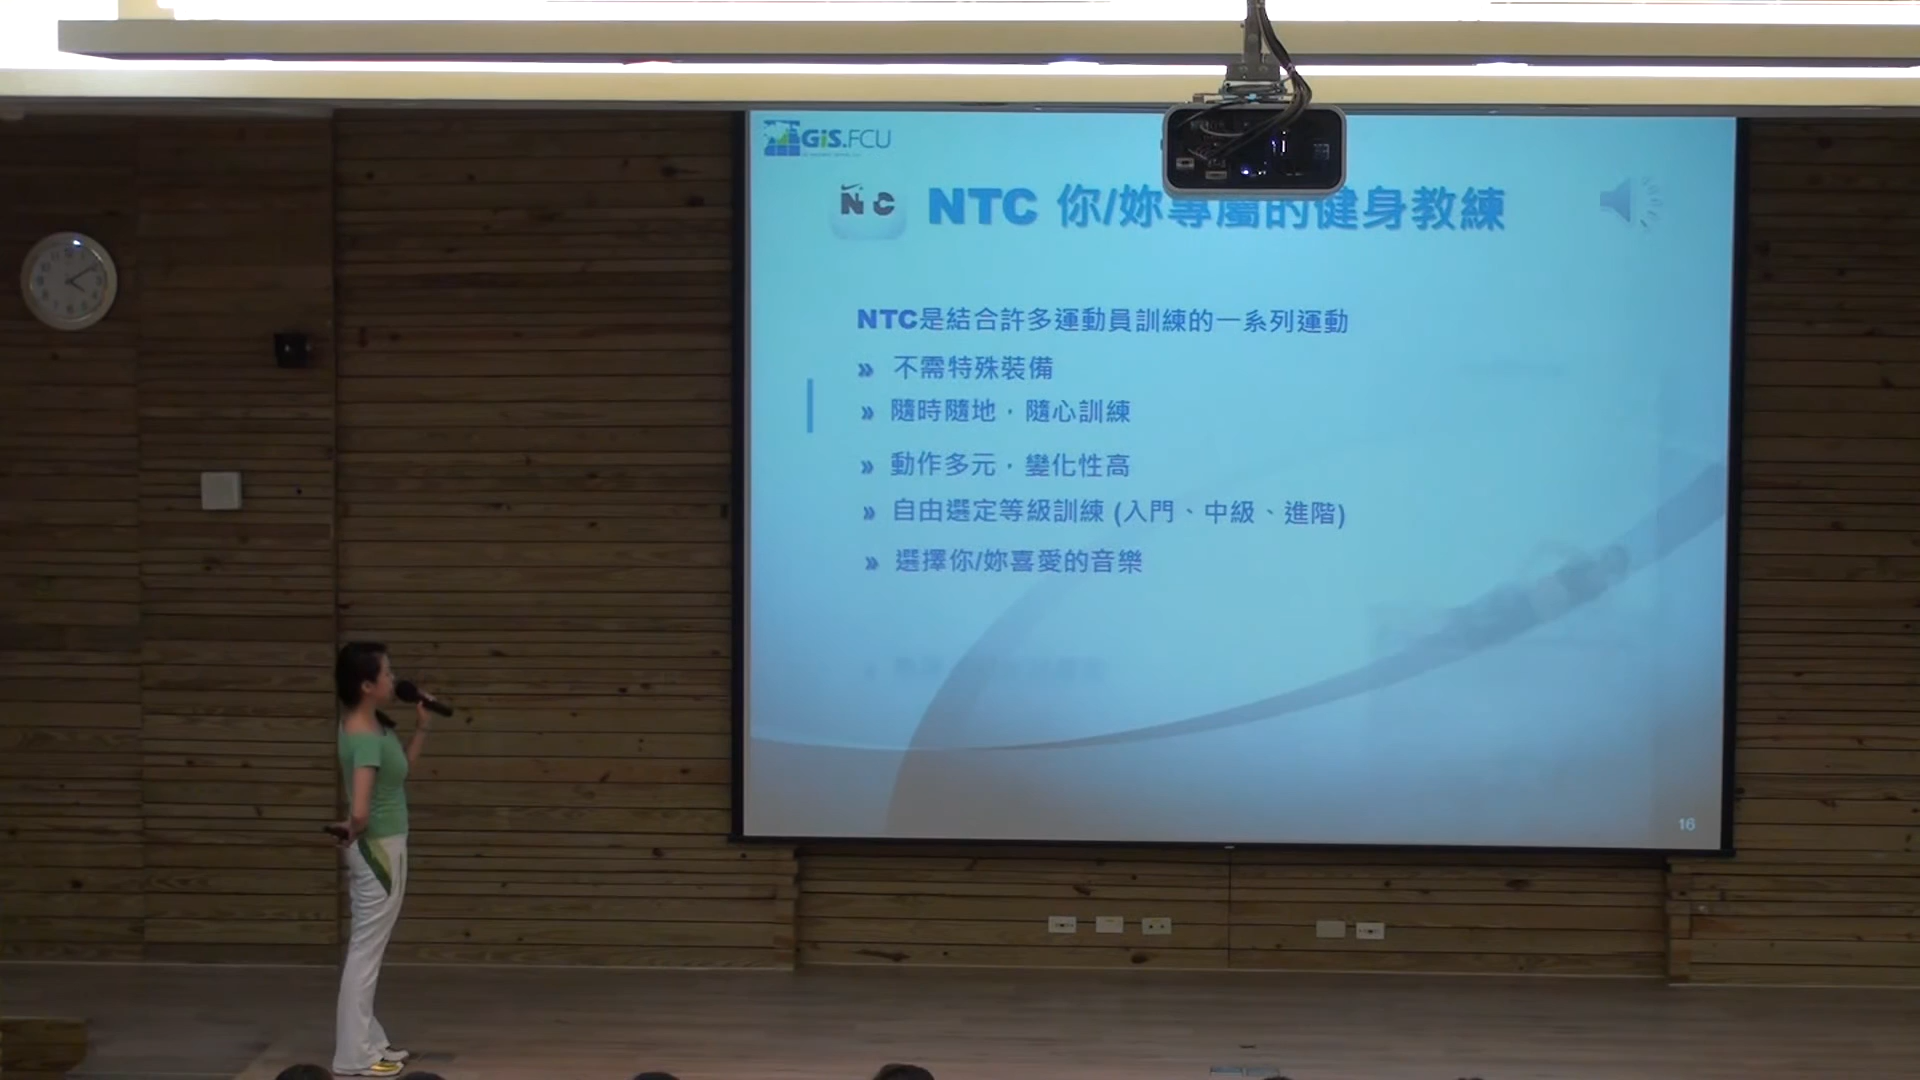 GIS.FCU
NTC 你/妳專屬的健身教練
NTC是結合許多運動員訓練的一系列運動
» 不需特殊裝備
» 隨時隨地，隨心訓練
» 動作多元，變化性高
» 自由選定等級訓練 (入門、中級、進階)
» 選擇你/妳喜愛的音樂
16